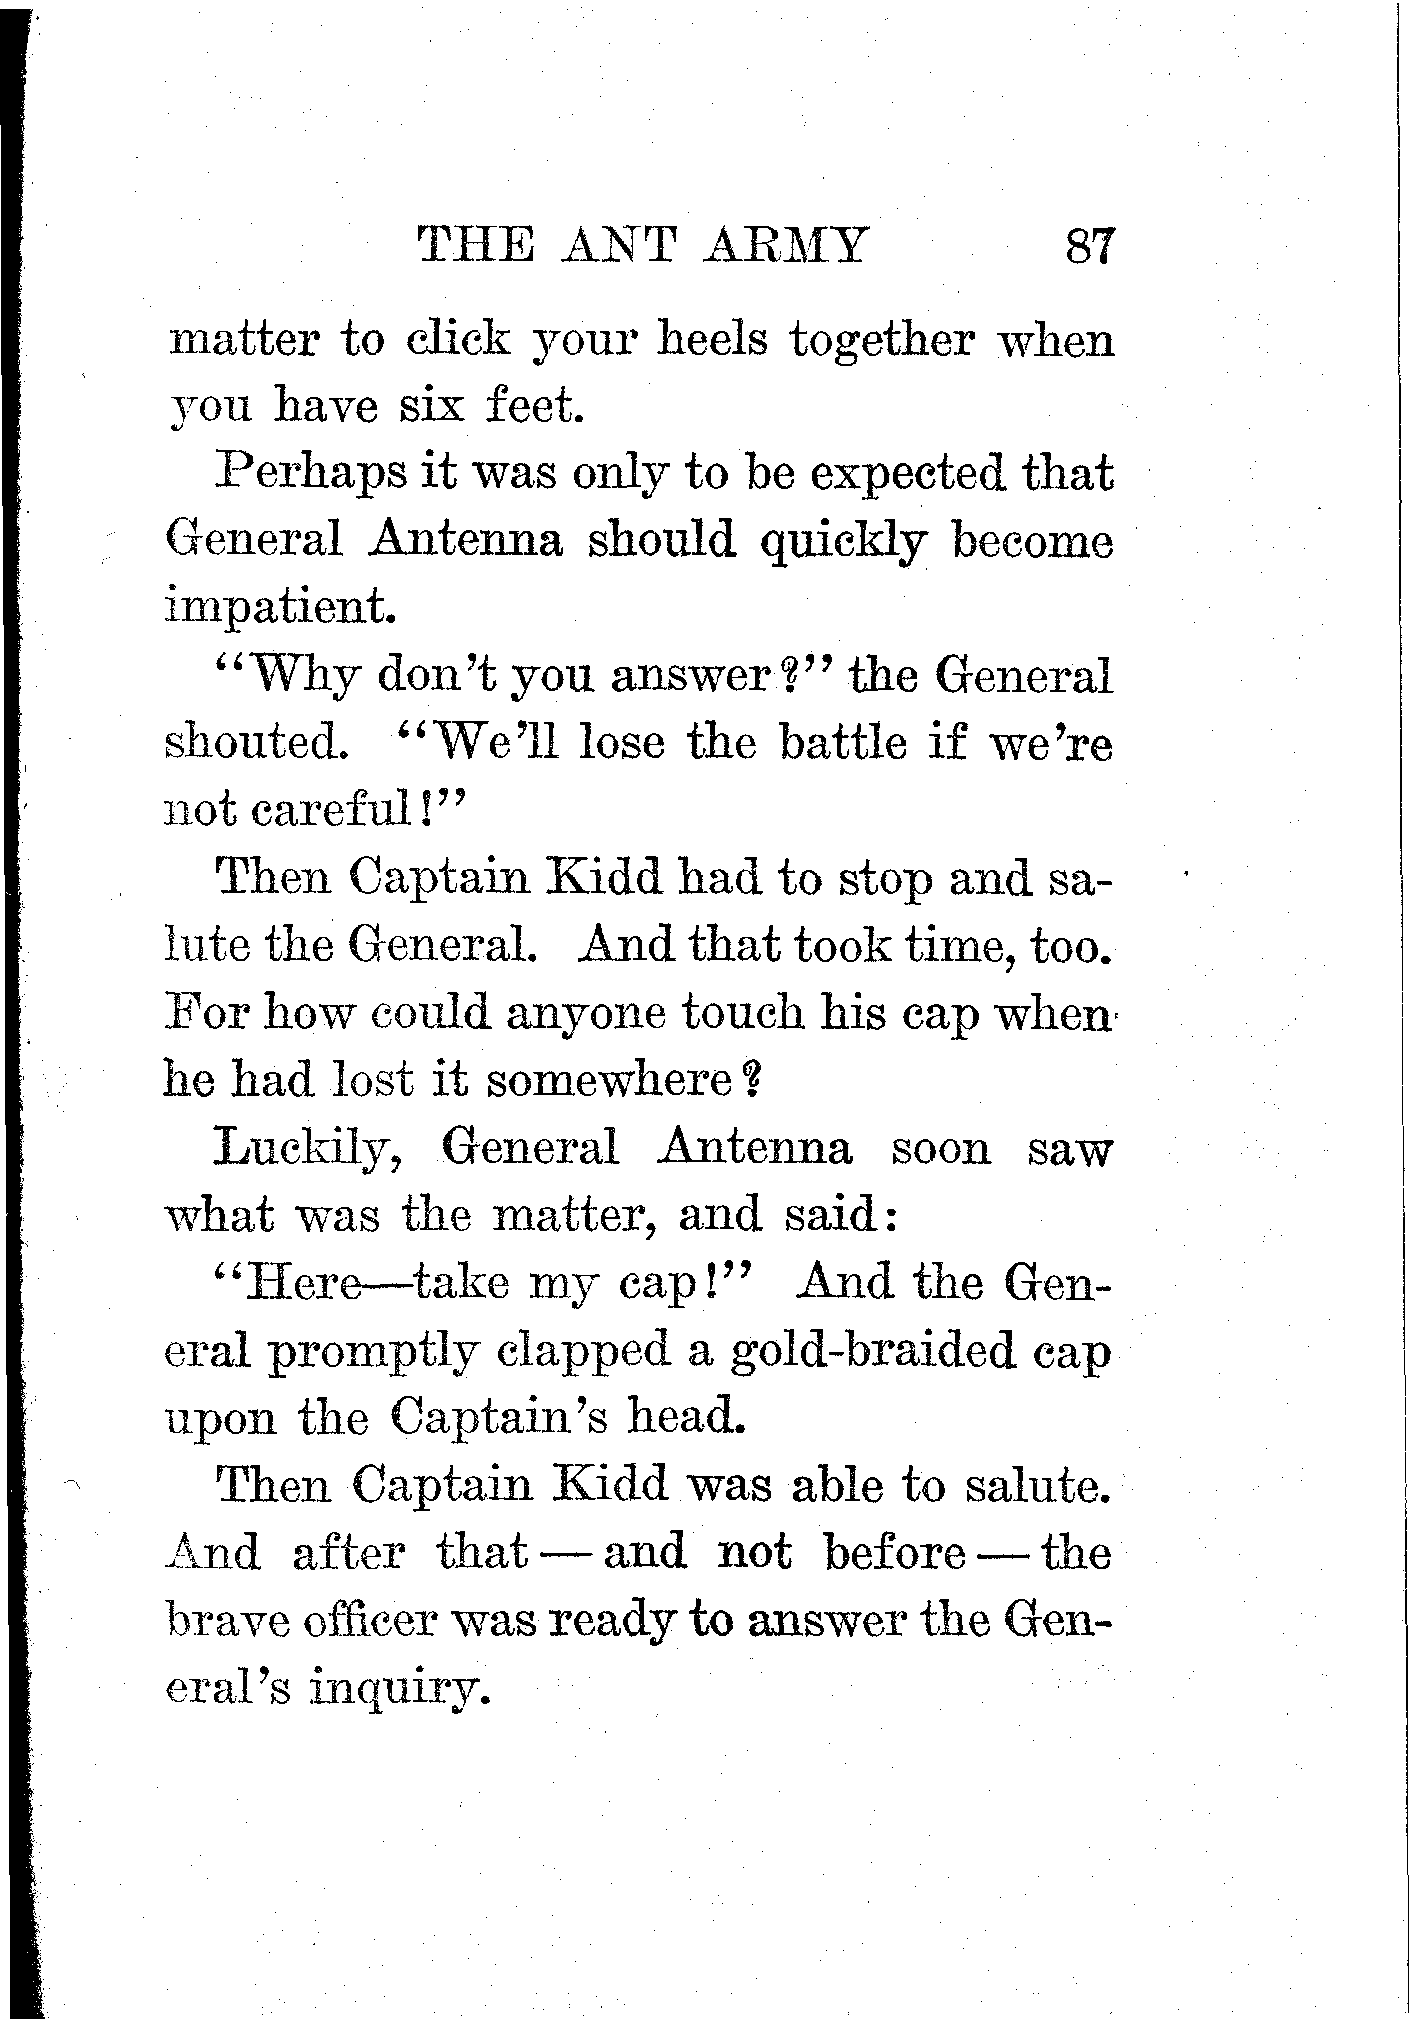 THE ANT ARMY 87
matter to click your heels together when
you have six feet.
Perhaps it was only to be expected that
General Antenna should quickly become
impatient.
"Why don't you answer?" the General
shouted. "We'll lose the battle if we're
not careful!"
Then Captain Kidd had to stop and sa-
lute the General. And that took time, too.
For how could anyone touch his cap when
he had lost it somewhere?
Luckily, General Antenna soon saw
what was the matter, and said:
"Here—take my cap!" And the Gen-
eral promptly clapped a gold-braided cap
upon the Captain's head.
Then Captain Kidd was able to salute.
And after that — and not before — the
brave officer was ready to answer the Gen-
eral's inquiry.